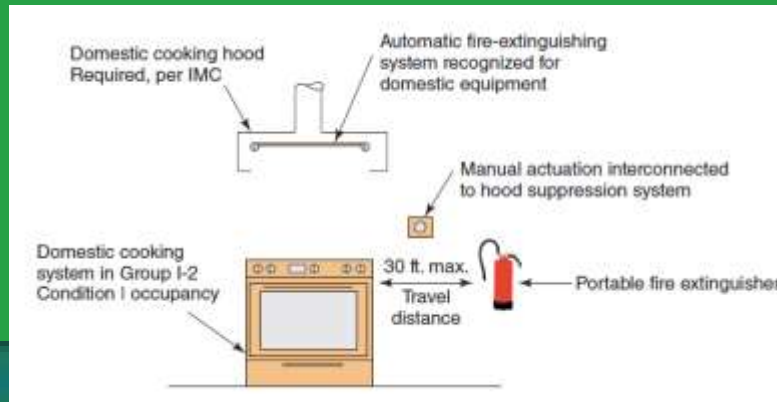 Domestic cooking hood
Required, per IMC
Automatic fire-extinguishing
system recognized for
domestic equipment
Manual actuation interconnected
to hood suppression system
Domestic cooking
system in Group I-2
Condition I occupancy
30 ft. max.
Travel
distance
Portable fire extinguisher